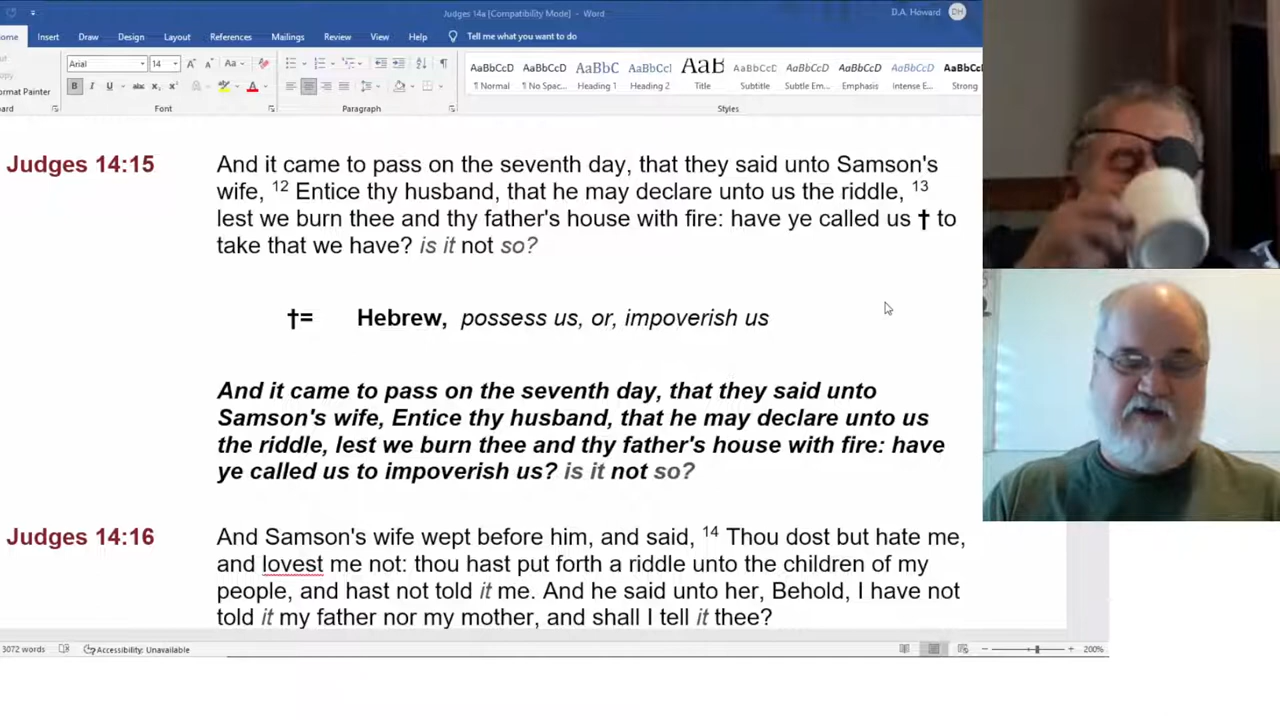 Judges 14a [Compatibility Mode] - Word
D.A. Howard
DH
ome Insert Draw Design Layout References Mailings Review View Help Tell me what you want to do
Arial 14 Aa
ormat Painter
B I U abc x₂ x² A
Font
Paragraph
AaBbCcD AaBbCcD AaBbC AaBbCcl AaB AaBbCcD AaBbCcD AaBbCcD AaBbCcD AaBbCcD
¶ Normal ¶ No Spac... Heading 1 Heading 2 Title Subtitle Subtle Em... Emphasis Intense E... Strong
Styles
Judges 14:15 And it came to pass on the seventh day, that they said unto Samson's
wife, 12 Entice thy husband, that he may declare unto us the riddle, 13
lest we burn thee and thy father's house with fire: have ye called us † to
take that we have? is it not so?
†= Hebrew, possess us, or, impoverish us
And it came to pass on the seventh day, that they said unto
Samson's wife, Entice thy husband, that he may declare unto us
the riddle, lest we burn thee and thy father's house with fire: have
ye called us to impoverish us? is it not so?
Judges 14:16 And Samson's wife wept before him, and said, 14 Thou dost but hate me,
and lovest me not: thou hast put forth a riddle unto the children of my
people, and hast not told it me. And he said unto her, Behold, I have not
told it my father nor my mother, and shall I tell it thee?
3072 words Accessibility: Unavailable 200%